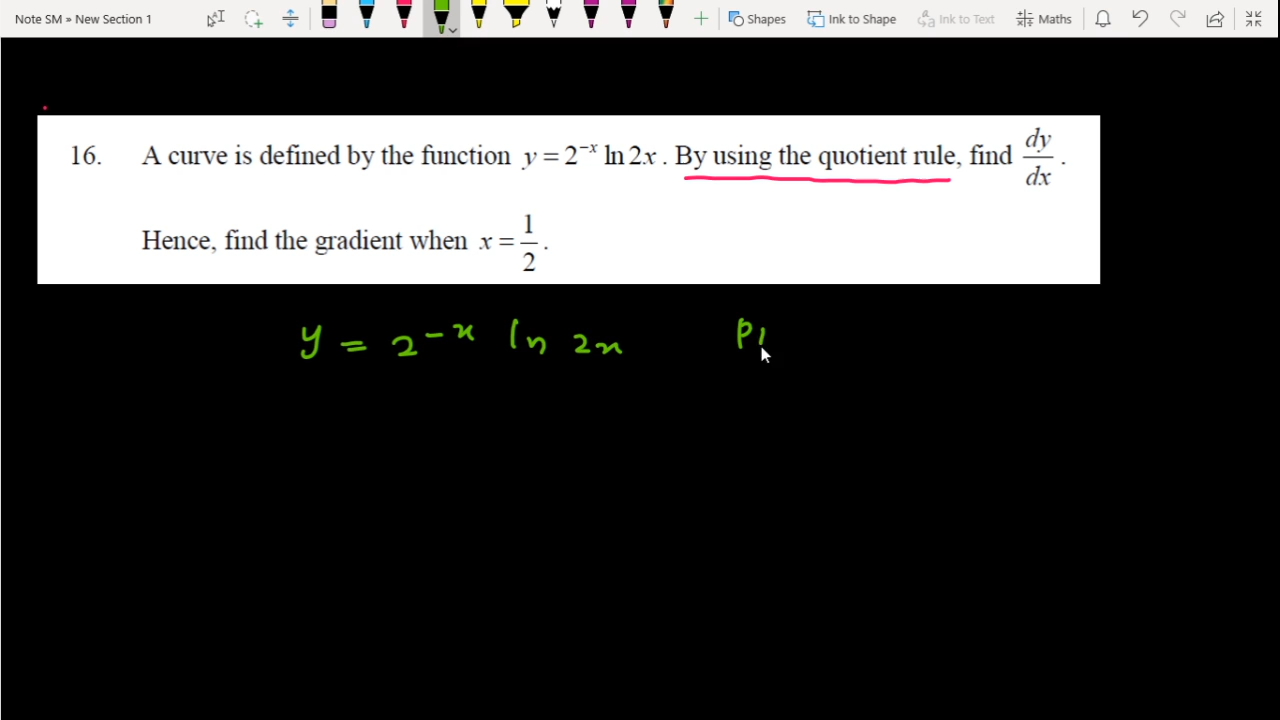 Note SM » New Section 1
Shapes Ink to Shape Ink to Text Maths
16. A curve is defined by the function y = 2⁻ˣ ln 2x . By using the quotient rule, find dy/dx .
Hence, find the gradient when x = 1/2 .
y = 2⁻ˣ ln 2x P1